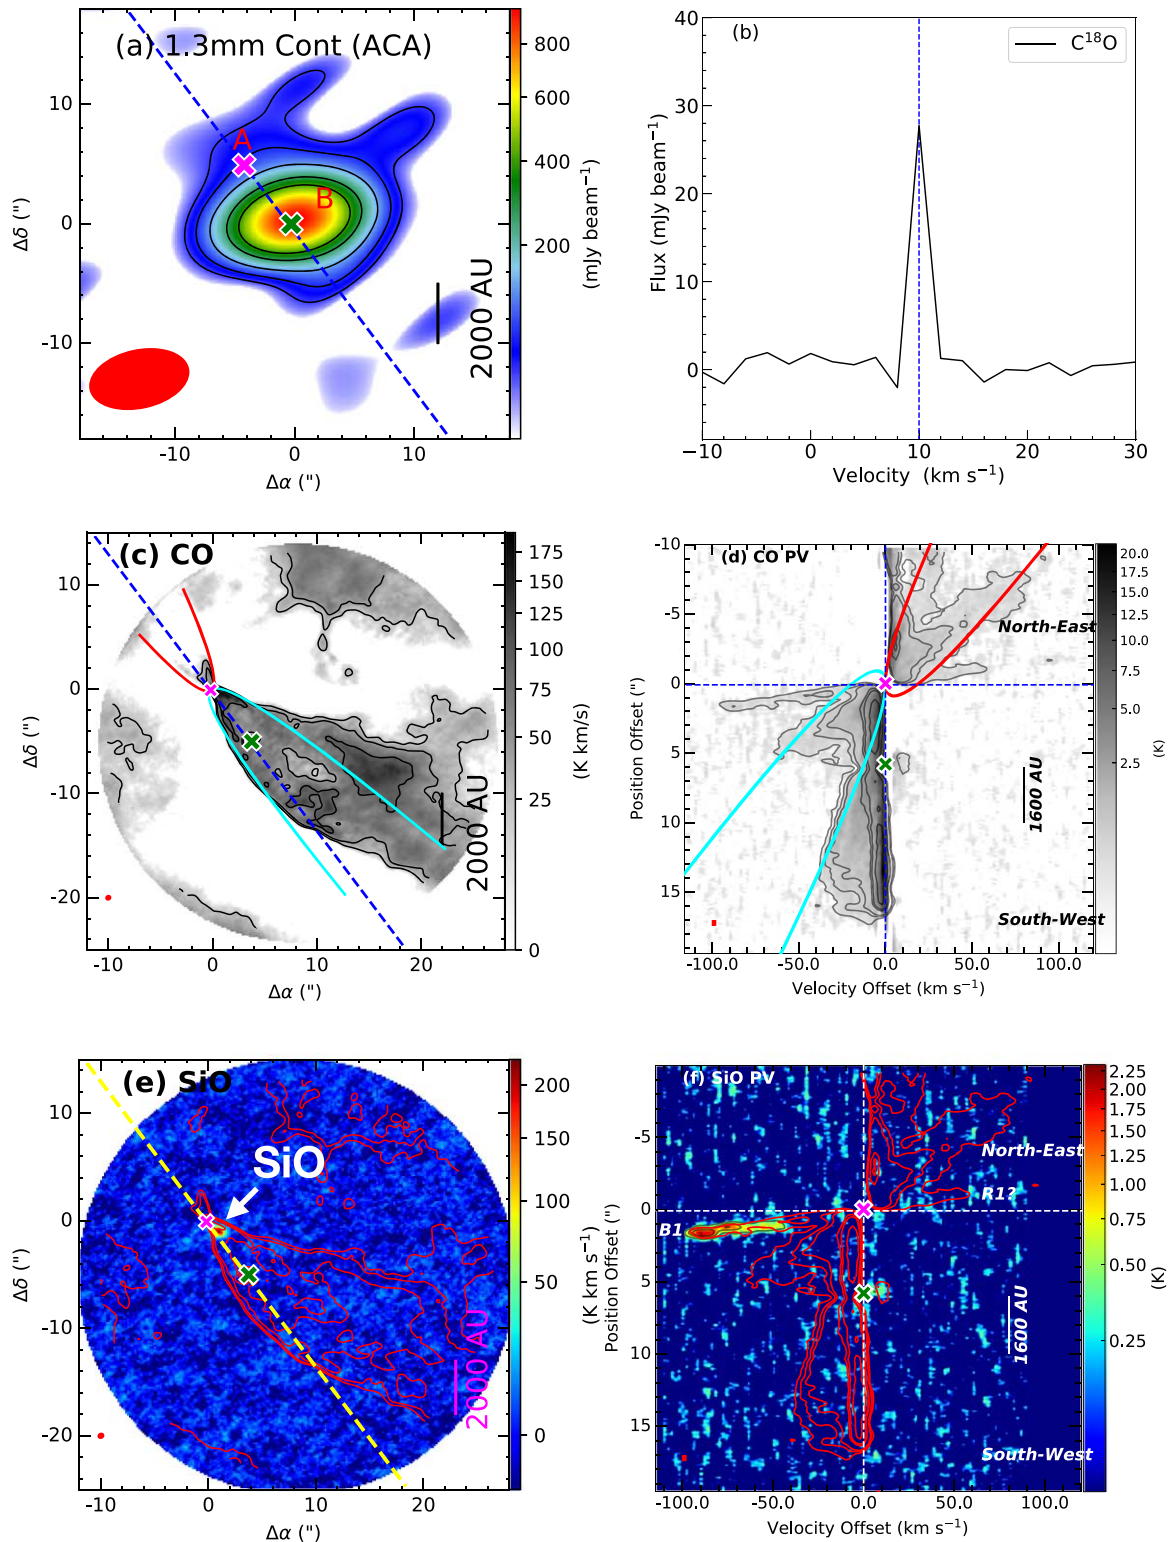 (a) 1.3mm Cont (ACA)
A
B
2000 AU
10
0
-10
-10
0
10
Δδ (")
Δα (")
800
600
400
200
(mJy beam⁻¹)
(b)
C¹⁸O
40
30
20
10
0
−10
0
10
20
30
Flux (mJy beam⁻¹)
Velocity (km s⁻¹)
(c) CO
10
0
-10
-20
-10
0
10
20
Δδ (")
Δα (")
2000 AU
175
150
125
100
75
50
25
0
(K km/s)
(d) CO PV
-10
-5
0
5
10
15
-100.0
-50.0
0.0
50.0
100.0
Position Offset (")
Velocity Offset (km s⁻¹)
North-East
1600 AU
South-West
20.0
17.5
15.0
12.5
10.0
7.5
5.0
2.5
(K)
(e) SiO
SiO
10
0
-10
-20
-10
0
10
20
Δδ (")
Δα (")
2000 AU
200
150
100
50
0
(K km s⁻¹)
(f) SiO PV
-5
0
5
10
15
-100.0
-50.0
0.0
50.0
100.0
Position Offset (")
Velocity Offset (km s⁻¹)
North-East
R1?
B1
1600 AU
South-West
2.25
2.00
1.75
1.50
1.25
1.00
0.75
0.50
0.25
(K)